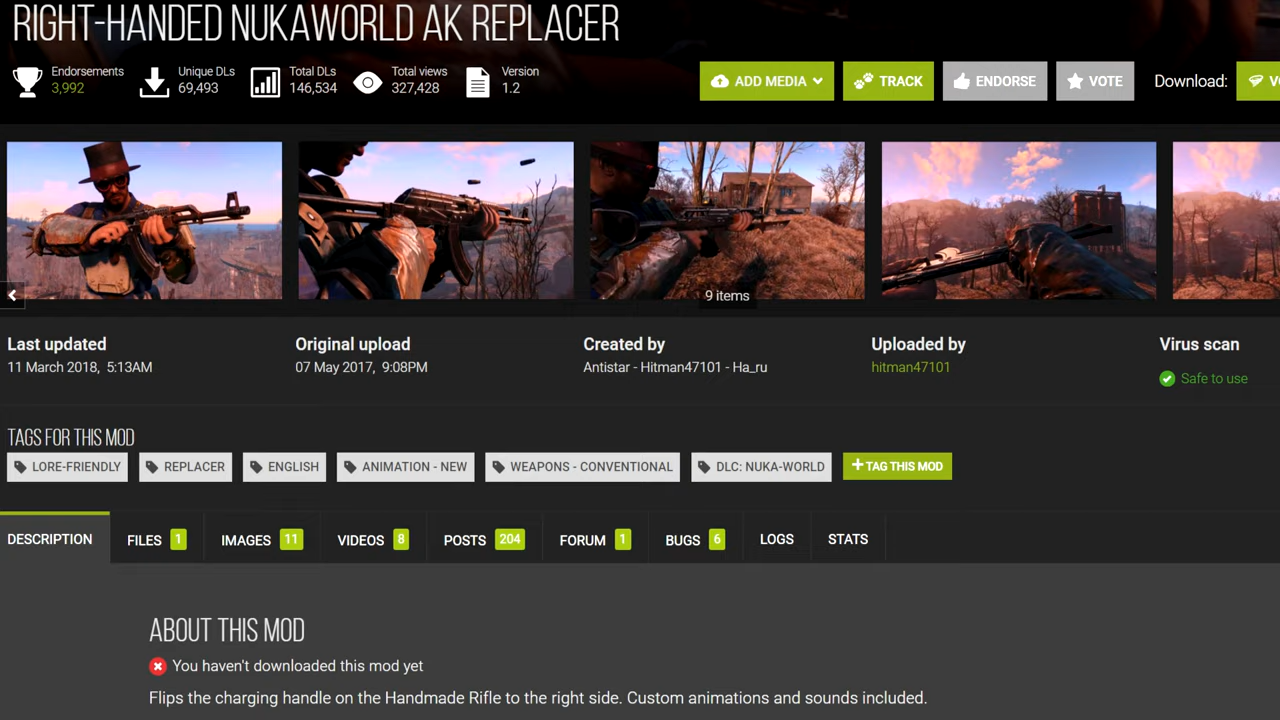 RIGHT-HANDED NUKAWORLD AK REPLACER
Endorsements
3,992
Unique DLs
69,493
Total DLs
146,534
Total views
327,428
Version
1.2
ADD MEDIA
TRACK
ENDORSE
VOTE
Download:
9 items
Last updated
11 March 2018, 5:13AM
Original upload
07 May 2017, 9:08PM
Created by
Antistar - Hitman47101 - Ha_ru
Uploaded by
hitman47101
Virus scan
Safe to use
TAGS FOR THIS MOD
LORE-FRIENDLY
REPLACER
ENGLISH
ANIMATION - NEW
WEAPONS - CONVENTIONAL
DLC: NUKA-WORLD
+ TAG THIS MOD
DESCRIPTION
FILES 1
IMAGES 11
VIDEOS 8
POSTS 204
FORUM 1
BUGS 6
LOGS
STATS
ABOUT THIS MOD
You haven't downloaded this mod yet
Flips the charging handle on the Handmade Rifle to the right side. Custom animations and sounds included.